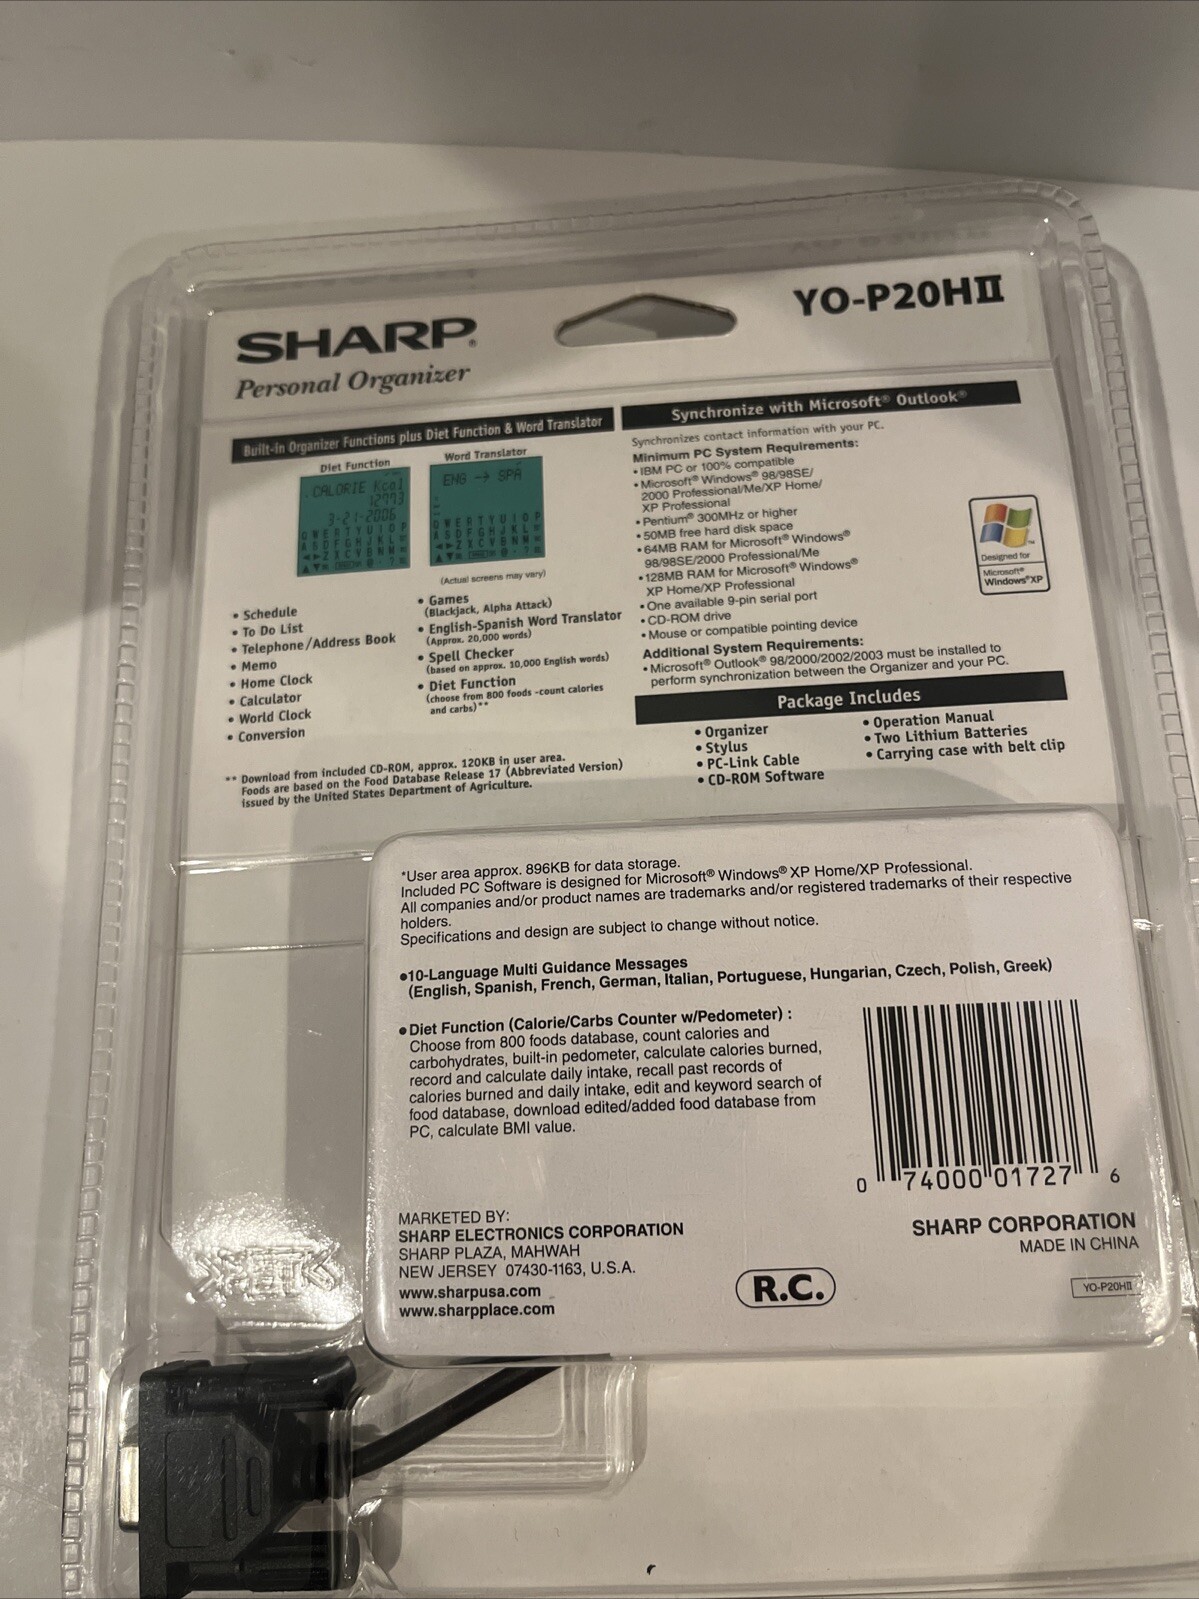 YO-P20HII
SHARP®
Personal Organizer
Built-in Organizer Functions plus Diet Function & Word Translator
Diet Function
Word Translator
CALORIE Kcal
12773
3-21-2006
Q W E R T Y U I O P
A S D F G H J K L
Z X C V B N M
ENG → SPA
Q W E R T Y U I O P
A S D F G H J K L
Z X C V B N M
(Actual screens may vary)
• Schedule
• To Do List
• Telephone/Address Book
• Memo
• Home Clock
• Calculator
• World Clock
• Conversion
• Games
(Blackjack, Alpha Attack)
• English-Spanish Word Translator
(Approx. 20,000 words)
• Spell Checker
(based on approx. 10,000 English words)
• Diet Function
(choose from 800 foods -count calories
and carbs)**
** Download from included CD-ROM, approx. 120KB in user area.
Foods are based on the Food Database Release 17 (Abbreviated Version)
issued by the United States Department of Agriculture.
Synchronize with Microsoft® Outlook®
Synchronizes contact information with your PC.
Minimum PC System Requirements:
• IBM PC or 100% compatible
• Microsoft® Windows® 98/98SE/
2000 Professional/Me/XP Home/
XP Professional
• Pentium® 300MHz or higher
• 50MB free hard disk space
• 64MB RAM for Microsoft® Windows®
98/98SE/2000 Professional/Me
• 128MB RAM for Microsoft® Windows®
XP Home/XP Professional
• One available 9-pin serial port
• CD-ROM drive
• Mouse or compatible pointing device
Additional System Requirements:
• Microsoft® Outlook® 98/2000/2002/2003 must be installed to
perform synchronization between the Organizer and your PC.
Designed for
Microsoft®
Windows®XP
Package Includes
• Organizer
• Stylus
• PC-Link Cable
• CD-ROM Software
• Operation Manual
• Two Lithium Batteries
• Carrying case with belt clip
*User area approx. 896KB for data storage.
Included PC Software is designed for Microsoft® Windows® XP Home/XP Professional.
All companies and/or product names are trademarks and/or registered trademarks of their respective
holders.
Specifications and design are subject to change without notice.
•10-Language Multi Guidance Messages
(English, Spanish, French, German, Italian, Portuguese, Hungarian, Czech, Polish, Greek)
•Diet Function (Calorie/Carbs Counter w/Pedometer) :
Choose from 800 foods database, count calories and
carbohydrates, built-in pedometer, calculate calories burned,
record and calculate daily intake, recall past records of
calories burned and daily intake, edit and keyword search of
food database, download edited/added food database from
PC, calculate BMI value.
0 74000 01727 6
MARKETED BY:
SHARP ELECTRONICS CORPORATION
SHARP PLAZA, MAHWAH
NEW JERSEY 07430-1163, U.S.A.
www.sharpusa.com
www.sharpplace.com
R.C.
SHARP CORPORATION
MADE IN CHINA
YO-P20HII